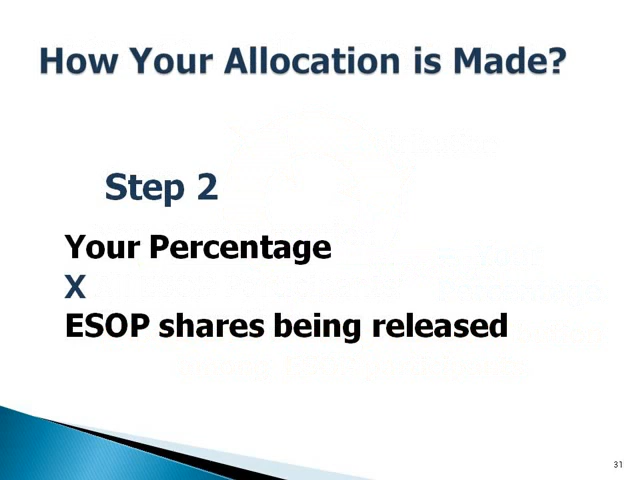 How Your Allocation is Made?
Step 2
Your Percentage
X
ESOP shares being released
31